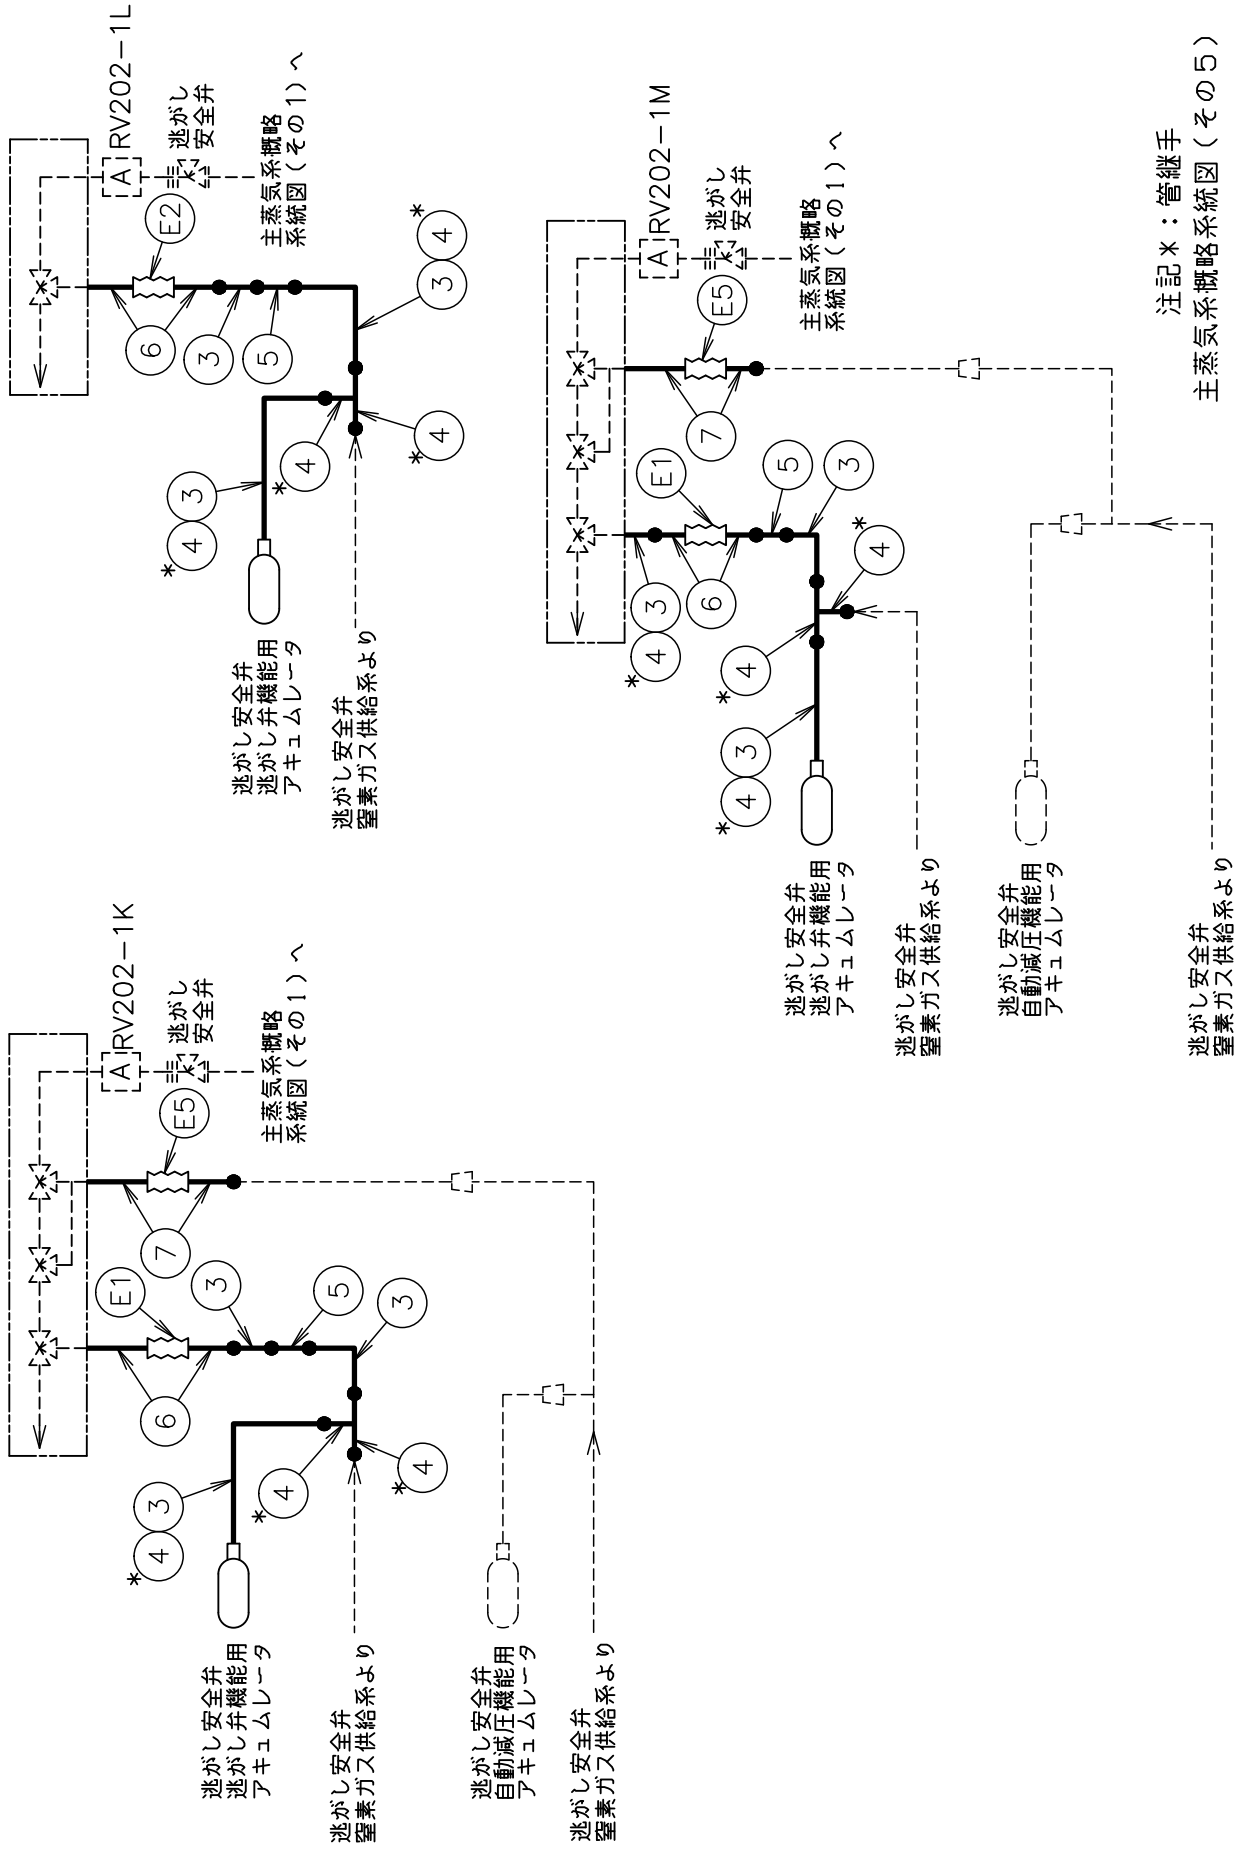 RV202-1K
A
逃がし
安全弁
主蒸気系概略
系統図(その1)へ
E5
7
E1
6
3
5
3
*4
*4
*4 3
逃がし安全弁
逃がし弁機能用
アキュムレータ
逃がし安全弁
窒素ガス供給系より
逃がし安全弁
自動減圧機能用
アキュムレータ
逃がし安全弁
窒素ガス供給系より
RV202-1L
A
逃がし
安全弁
主蒸気系概略
系統図(その1)へ
E2
6
3
5
3 4*
*4
*4
*4 3
逃がし安全弁
逃がし弁機能用
アキュムレータ
逃がし安全弁
窒素ガス供給系より
RV202-1M
A
逃がし
安全弁
主蒸気系概略
系統図(その1)へ
E5
7
E1
*4 3
6
5
3
4*
*4
*4 3
逃がし安全弁
逃がし弁機能用
アキュムレータ
逃がし安全弁
窒素ガス供給系より
逃がし安全弁
自動減圧機能用
アキュムレータ
逃がし安全弁
窒素ガス供給系より
注記*:管継手
主蒸気系概略系統図(その5)